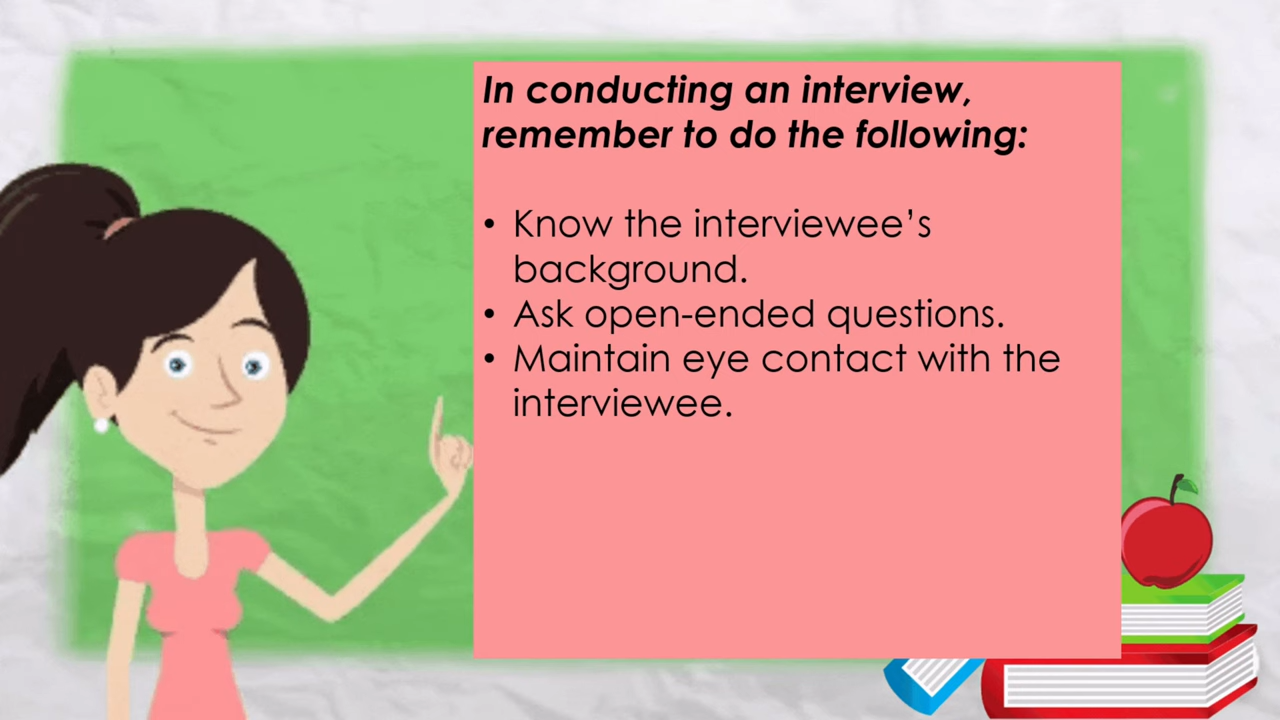 In conducting an interview,
remember to do the following:
• Know the interviewee’s
background.
• Ask open-ended questions.
• Maintain eye contact with the
interviewee.